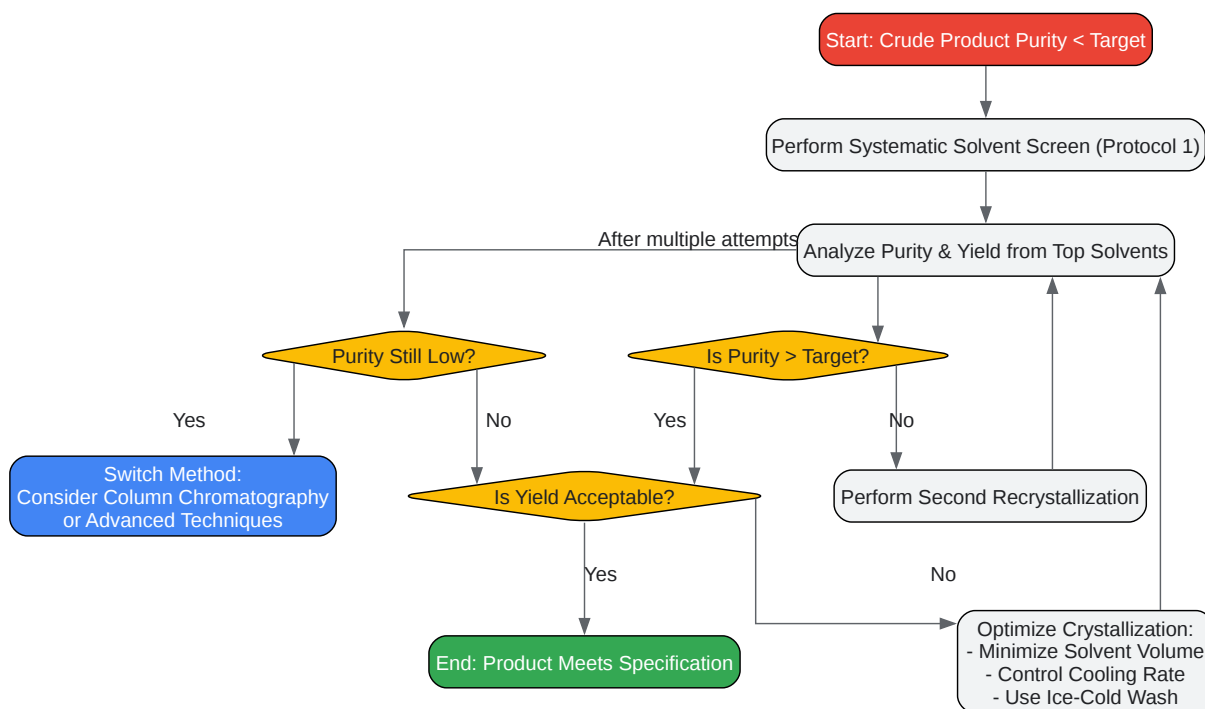 Start: Crude Product Purity < Target
Perform Systematic Solvent Screen (Protocol 1)
After multiple attempts
Analyze Purity & Yield from Top Solvents
Purity Still Low?
Is Purity > Target?
Yes
No
Yes
No
Switch Method:
Consider Column Chromatography
or Advanced Techniques
Is Yield Acceptable?
Perform Second Recrystallization
Yes
No
End: Product Meets Specification
Optimize Crystallization:
- Minimize Solvent Volume
- Control Cooling Rate
- Use Ice-Cold Wash